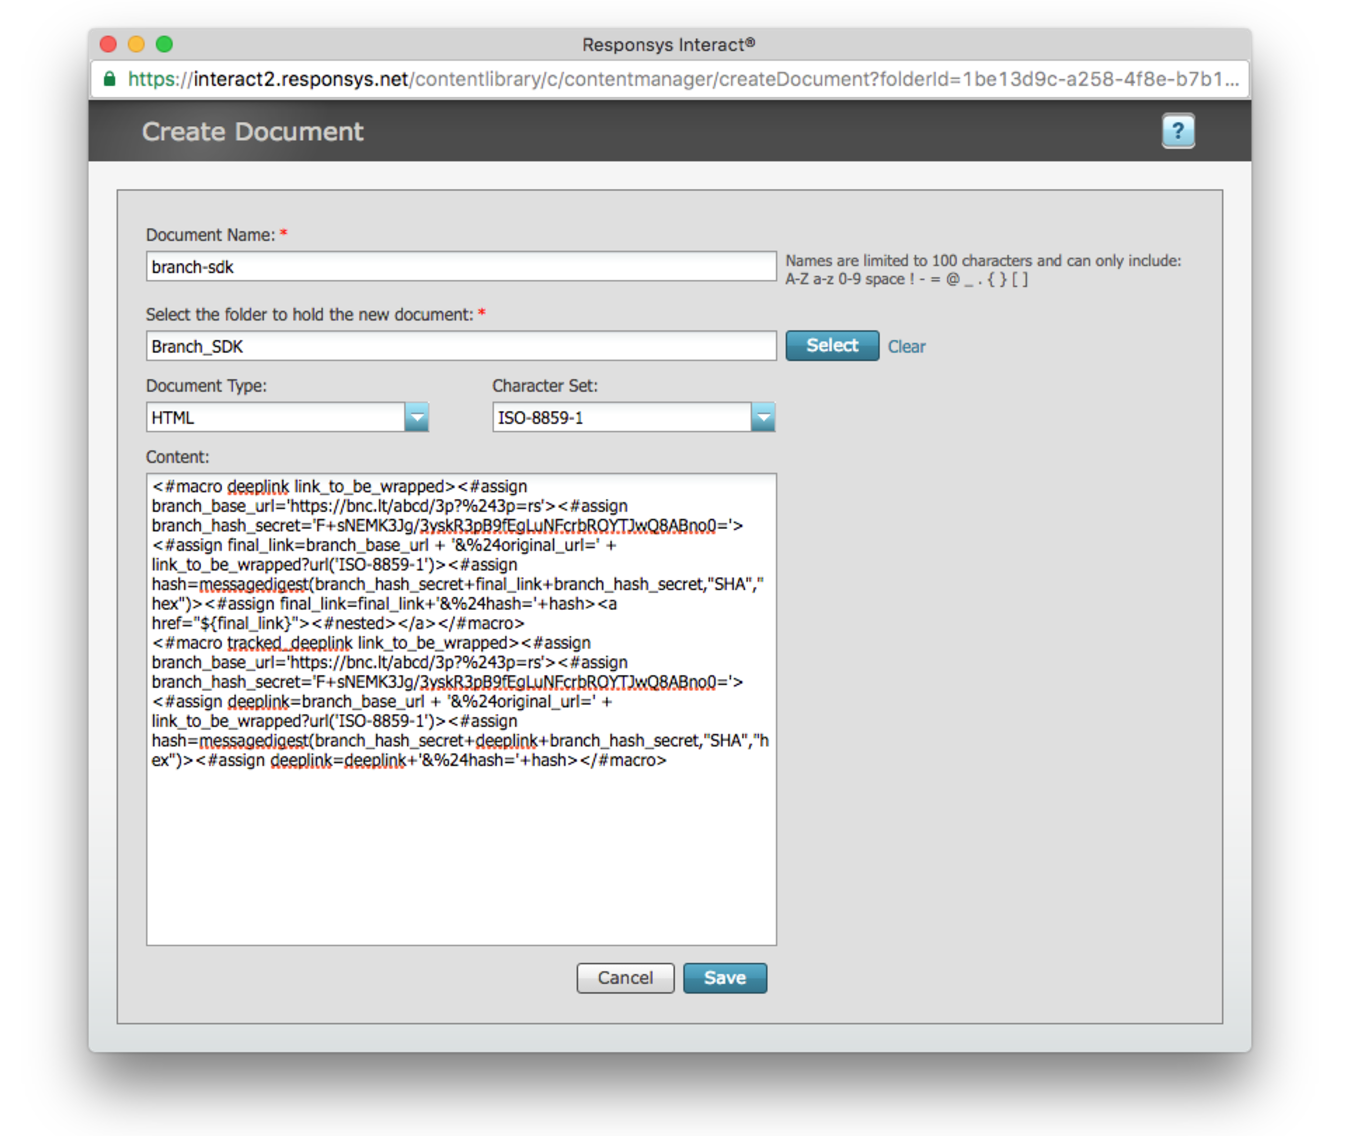 Responsys Interact®
https://interact2.responsys.net/contentlibrary/c/contentmanager/createDocument?folderId=1be13d9c-a258-4f8e-b7b1...
Create Document
?
Document Name: *
branch-sdk
Names are limited to 100 characters and can only include:
A-Z a-z 0-9 space ! - = @ _ . { } [ ]
Select the folder to hold the new document: *
Branch_SDK
Select
Clear
Document Type:
Character Set:
HTML
ISO-8859-1
Content:
<#macro deeplink link_to_be_wrapped><#assign
branch_base_url='https://bnc.lt/abcd/3p?%243p=rs'><#assign
branch_hash_secret='F+sNEMK3Jg/3yskR3pB9fEgLuNFcrbROYTJwQ8ABno0='>
<#assign final_link=branch_base_url + '&%24original_url=' +
link_to_be_wrapped?url('ISO-8859-1')><#assign
hash=messagedigest(branch_hash_secret+final_link+branch_hash_secret,"SHA","
hex")><#assign final_link=final_link+'&%24hash='+hash><a
href="${final_link}"><#nested></a></#macro>
<#macro tracked_deeplink link_to_be_wrapped><#assign
branch_base_url='https://bnc.lt/abcd/3p?%243p=rs'><#assign
branch_hash_secret='F+sNEMK3Jg/3yskR3pB9fEgLuNFcrbROYTJwQ8ABno0='>
<#assign deeplink=branch_base_url + '&%24original_url=' +
link_to_be_wrapped?url('ISO-8859-1')><#assign
hash=messagedigest(branch_hash_secret+deeplink+branch_hash_secret,"SHA","h
ex")><#assign deeplink=deeplink+'&%24hash='+hash></#macro>
Cancel
Save